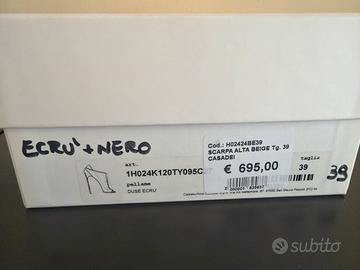 ECRU' + NERO
art.
1H024K120TY095C
pellame
DUSE ECRU'
Cod.: H02424BE39
SCARPA ALTA BEIGE Tg. 39
CASADEI
€ 695,00
taglia
39
39
subito